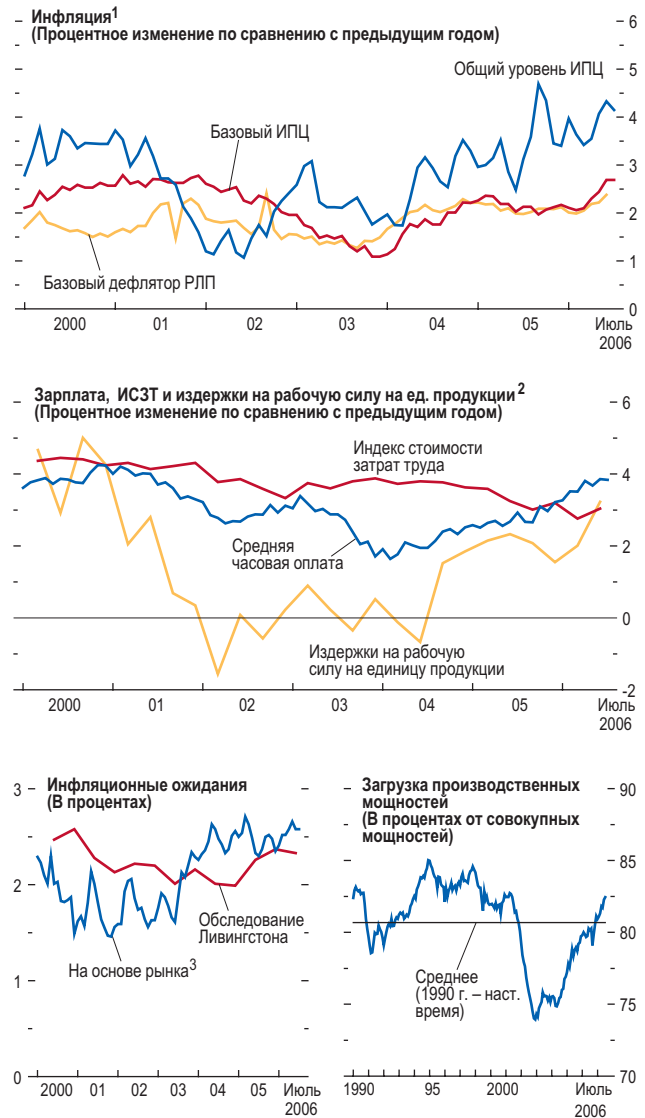 Инфляция¹
(Процентное изменение по сравнению с предыдущим годом)
6
Общий уровень ИПЦ
5
Базовый ИПЦ
4
3
2
Базовый дефлятор РЛП
1
0
2000 01 02 03 04 05 Июль
2006
Зарплата, ИСЗТ и издержки на рабочую силу на ед. продукции ²
(Процентное изменение по сравнению с предыдущим годом)
6
Индекс стоимости
затрат труда
4
Средняя
часовая оплата
2
0
Издержки на рабочую
силу на единицу продукции
-2
2000 01 02 03 04 05 Июль
2006
Инфляционные ожидания
(В процентах)
3
2
Обследование
Ливингстона
На основе рынка³
1
0
2000 01 02 03 04 05 Июль
2006
Загрузка производственных
мощностей
(В процентах от совокупных
мощностей)
90
85
80
Среднее
(1990 г. – наст.
время)
75
70
1990 95 2000 Июль
2006